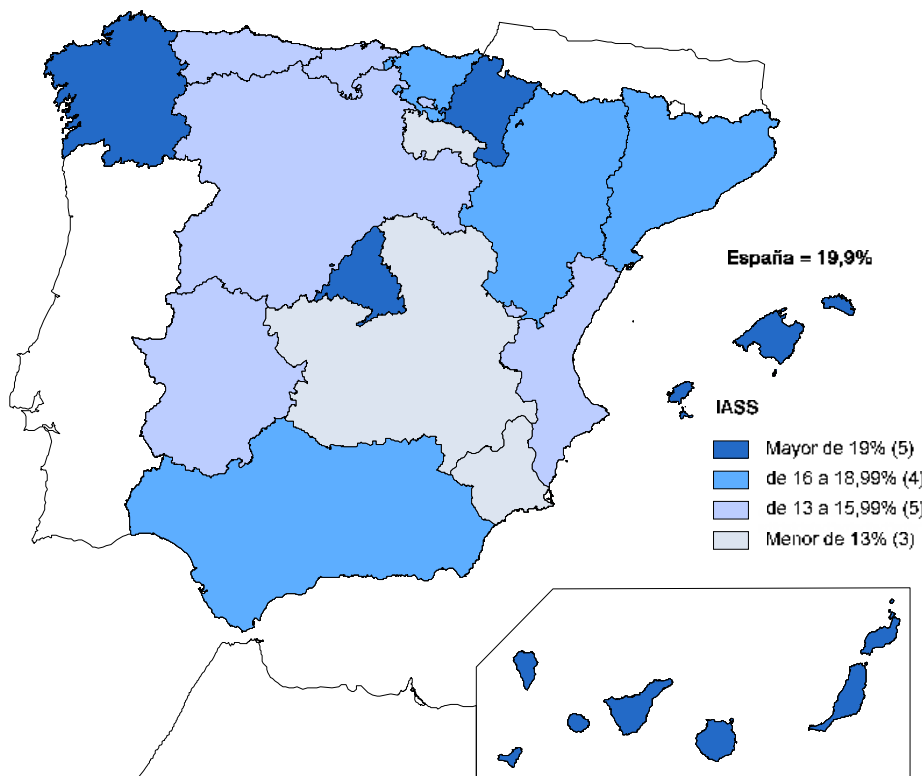 España = 19,9%
IASS
Mayor de 19% (5)
de 16 a 18,99% (4)
de 13 a 15,99% (5)
Menor de 13% (3)